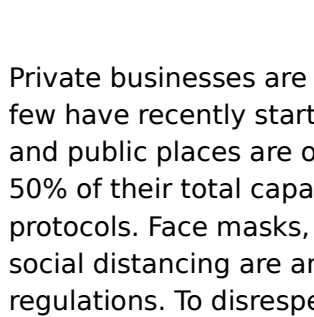 Private businesses are
few have recently start
and public places are o
50% of their total capa
protocols. Face masks,
social distancing are a
regulations. To disrespe